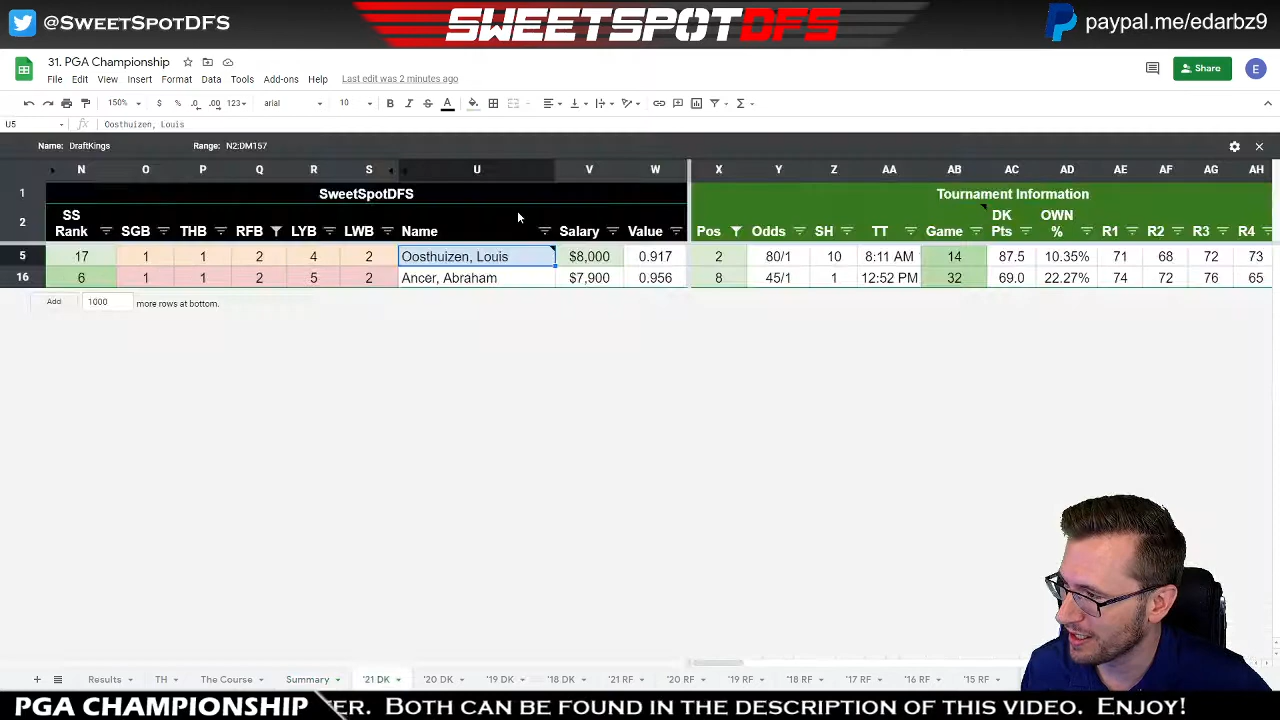 @SWEETSPOTDFS
SWEETSPOTDFS
paypal.me/edarbz9
31. PGA Championship
File Edit View Insert Format Data Tools Add-ons Help Last edit was 2 minutes ago
Share
E
150% $ % .0 .00 123 arial 10 B I S A
U5 fx Oosthuizen, Louis
Name: DraftKings Range: N2:DM157
N O P Q R S U V W X Y Z AA AB AC AD AE AF AG AH
1 SweetSpotDFS Tournament Information
2 SS Rank SGB THB RFB LYB LWB Name Salary Value Pos Odds SH TT Game DK Pts OWN % R1 R2 R3 R4
5 17 1 1 2 4 2 Oosthuizen, Louis $8,000 0.917 2 80/1 10 8:11 AM 14 87.5 10.35% 71 68 72 73
16 6 1 1 2 5 2 Ancer, Abraham $7,900 0.956 8 45/1 1 12:52 PM 32 69.0 22.27% 74 72 76 65
Add 1000 more rows at bottom.
Results TH The Course Summary '21 DK '20 DK '19 DK '18 DK '21 RF '20 RF '19 RF '18 RF '17 RF '16 RF '15 RF
PGA CHAMPIONSHIP
ER. BOTH CAN BE FOUND IN THE DESCRIPTION OF THIS VIDEO. ENJOY!